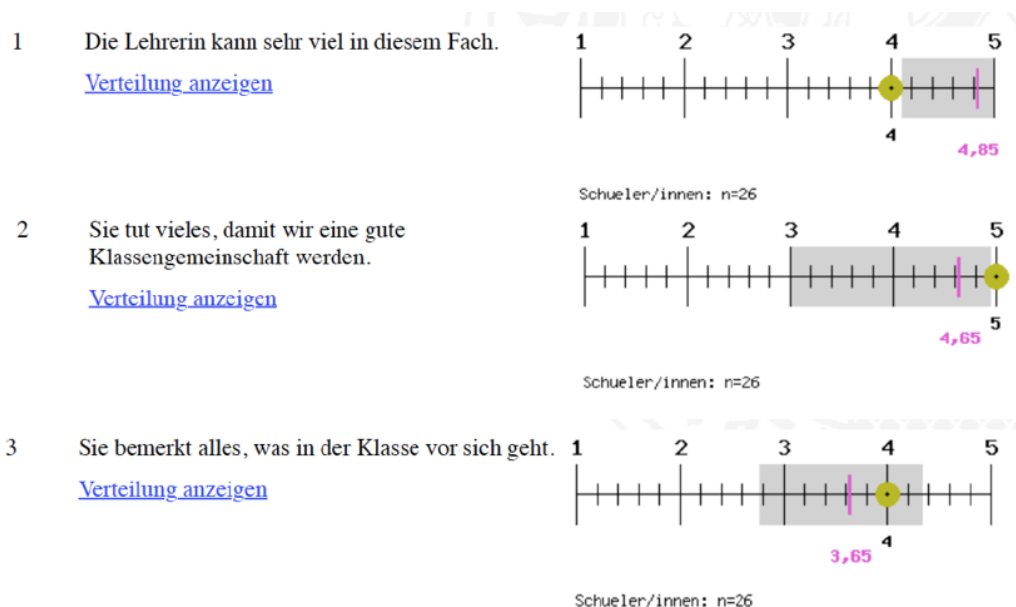 1 Die Lehrerin kann sehr viel in diesem Fach.
Verteilung anzeigen
1 2 3 4 5
4
4,85
Schueler/innen: n=26
2 Sie tut vieles, damit wir eine gute
Klassengemeinschaft werden.
Verteilung anzeigen
1 2 3 4 5
5
4,65
Schueler/innen: n=26
3 Sie bemerkt alles, was in der Klasse vor sich geht.
Verteilung anzeigen
1 2 3 4 5
4
3,65
Schueler/innen: n=26